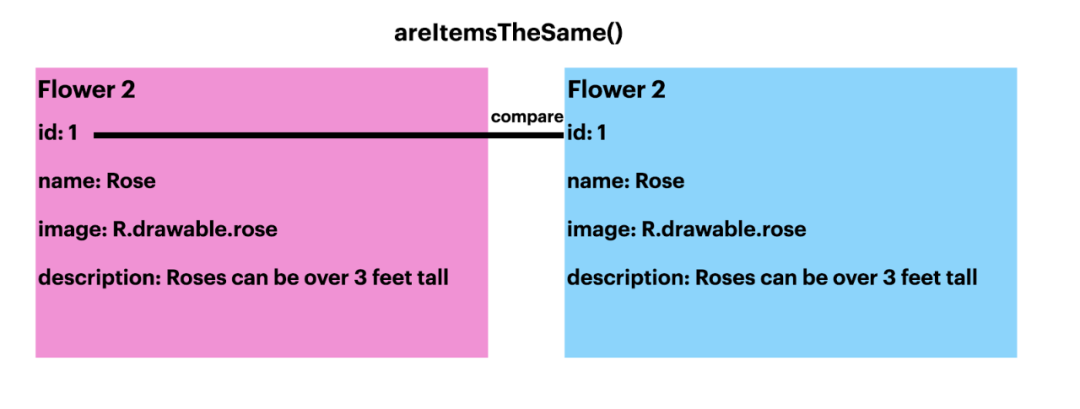 areItemsTheSame()
Flower 2
id: 1
name: Rose
image: R.drawable.rose
description: Roses can be over 3 feet tall
compare
Flower 2
id: 1
name: Rose
image: R.drawable.rose
description: Roses can be over 3 feet tall